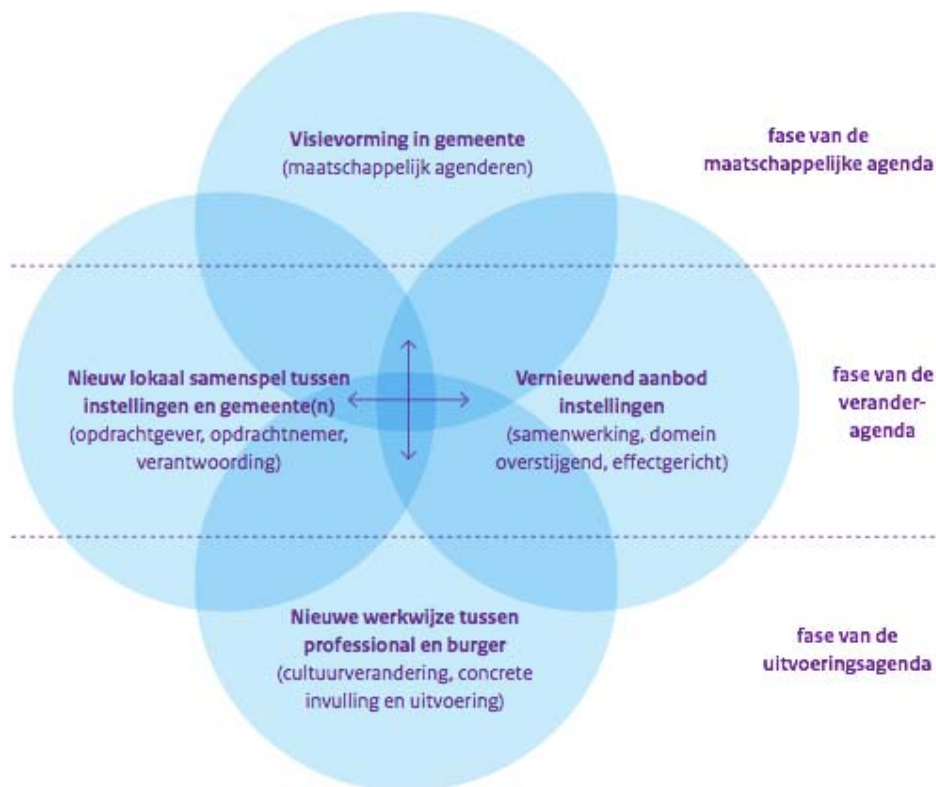 Visievorming in gemeente
(maatschappelijk agenderen)
fase van de
maatschappelijke agenda
Nieuw lokaal samenspel tussen
instellingen en gemeente(n)
(opdrachtgever, opdrachtnemer,
verantwoording)
Vernieuwend aanbod
instellingen
(samenwerking, domein
overstijgend, effectgericht)
fase van de
verander-
agenda
Nieuwe werkwijze tussen
professional en burger
(cultuurverandering, concrete
invulling en uitvoering)
fase van de
uitvoeringsagenda